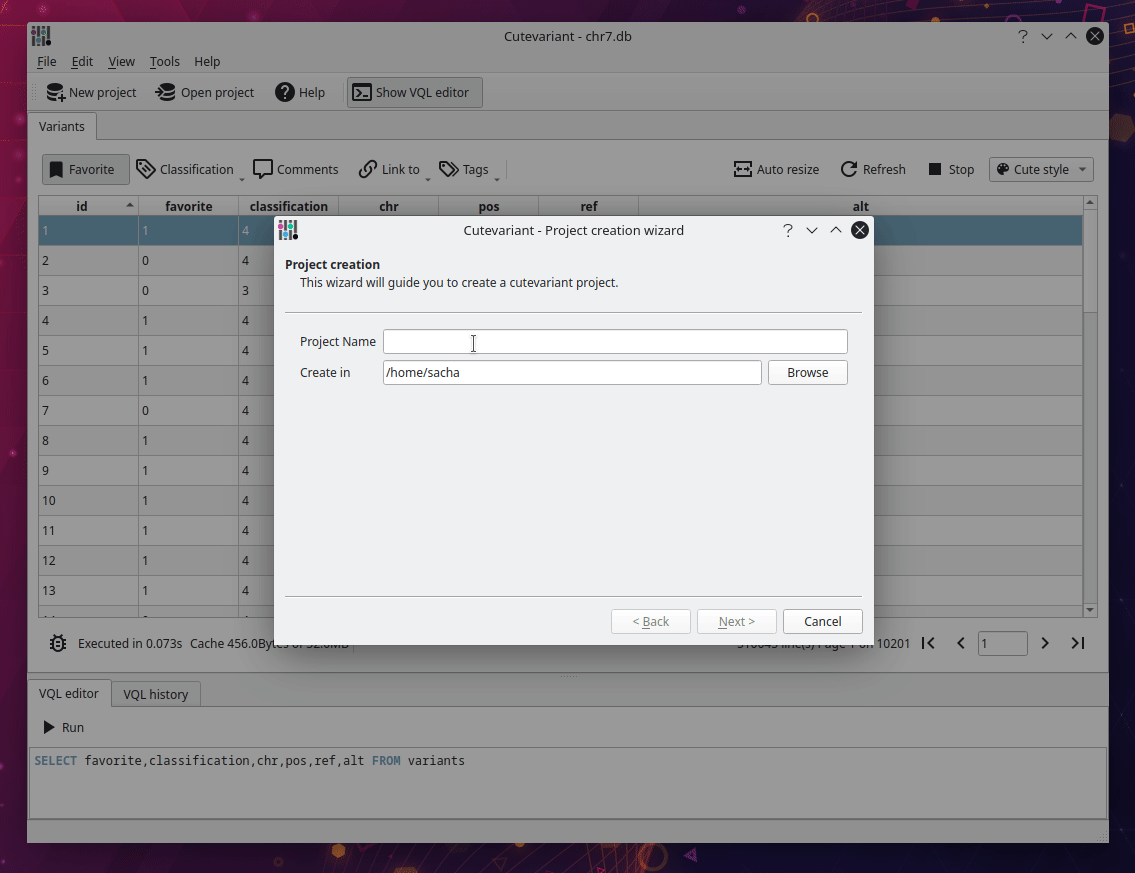 Cutevariant - chr7.db
File Edit View Tools Help
New project Open project Help Show VQL editor
Variants
Favorite Classification Comments Link to Tags Auto resize Refresh Stop Cute style
id favorite classification chr pos ref alt
1 1 4
Cutevariant - Project creation wizard
2 0 4
Project creation
This wizard will guide you to create a cutevariant project.
3 0 3
4 1 4
Project Name
5 1 4
Create in /home/sacha Browse
6 1 4
7 0 4
8 1 4
9 1 4
10 1 4
11 1 4
12 1 4
13 1 4
< Back Next > Cancel
Executed in 0.073s Cache 456.0Bytes of 32.0MB line(s) Page 1 of 10201 1
VQL editor VQL history
Run
SELECT favorite,classification,chr,pos,ref,alt FROM variants